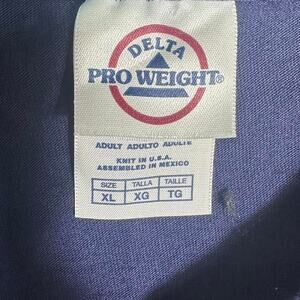 DELTA
PRO WEIGHT®
ADULT ADULTO ADULTE
KNIT IN U.S.A.
ASSEMBLED IN MEXICO
SIZE TALLA TAILLE
XL XG TG